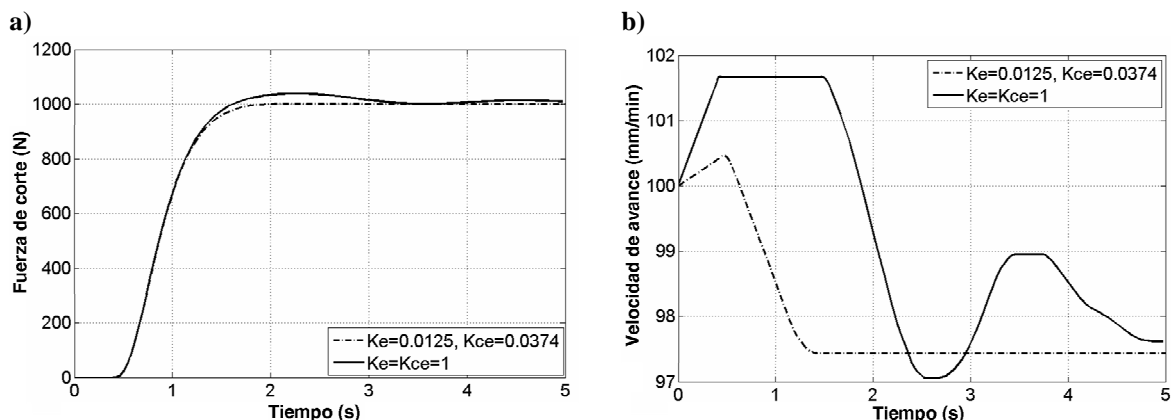 a)
1200
1000
800
600
400
200
0
Fuerza de corte (N)
Ke=0.0125, Kce=0.0374
Ke=Kce=1
0 1 2 3 4 5
Tiempo (s)
b)
102
101
100
99
98
97
Velocidad de avance (mm/min)
Ke=0.0125, Kce=0.0374
Ke=Kce=1
0 1 2 3 4 5
Tiempo (s)